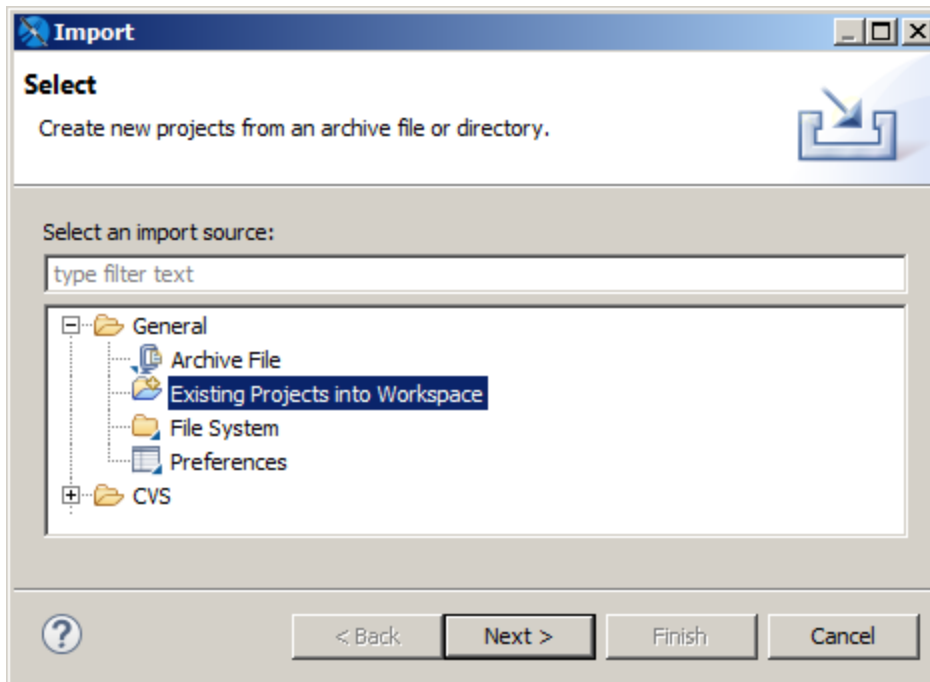 Import
Select
Create new projects from an archive file or directory.
Select an import source:
type filter text
General
Archive File
Existing Projects into Workspace
File System
Preferences
CVS
?
< Back
Next >
Finish
Cancel